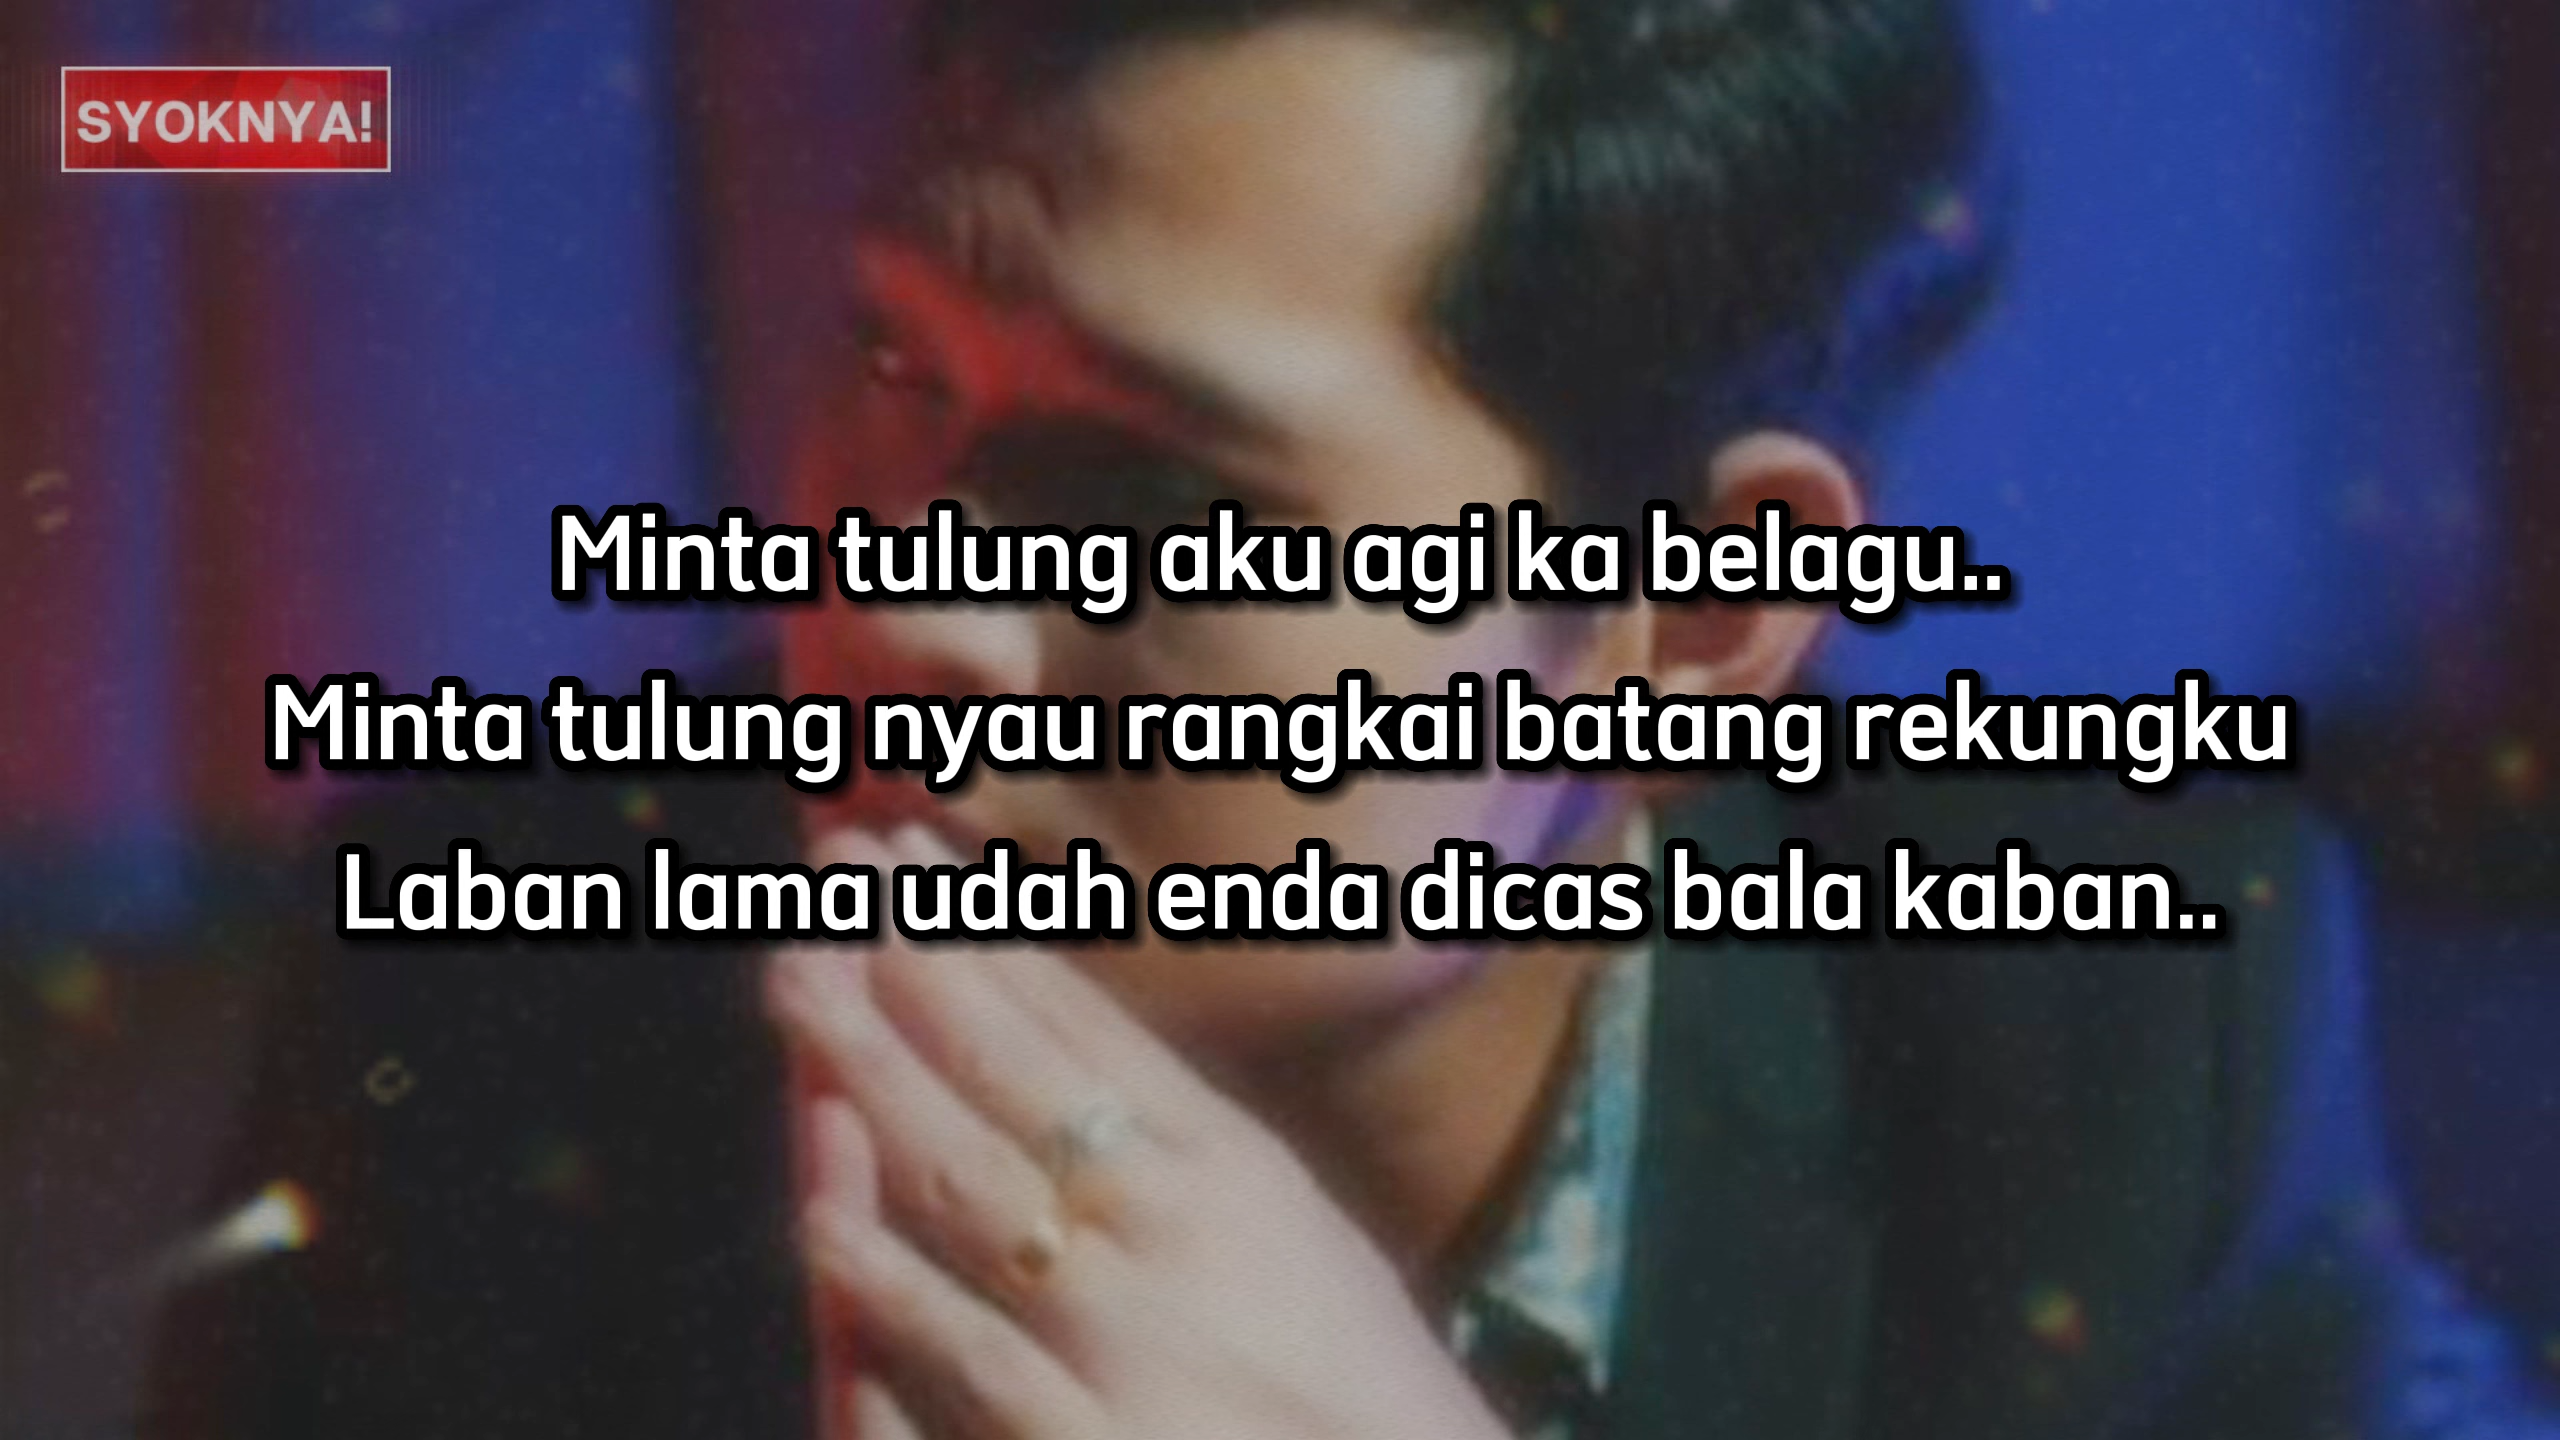 SYOKNYA!
Minta tulung aku agi ka belagu..
Minta tulung nyau rangkai batang rekungku
Laban lama udah enda dicas bala kaban..